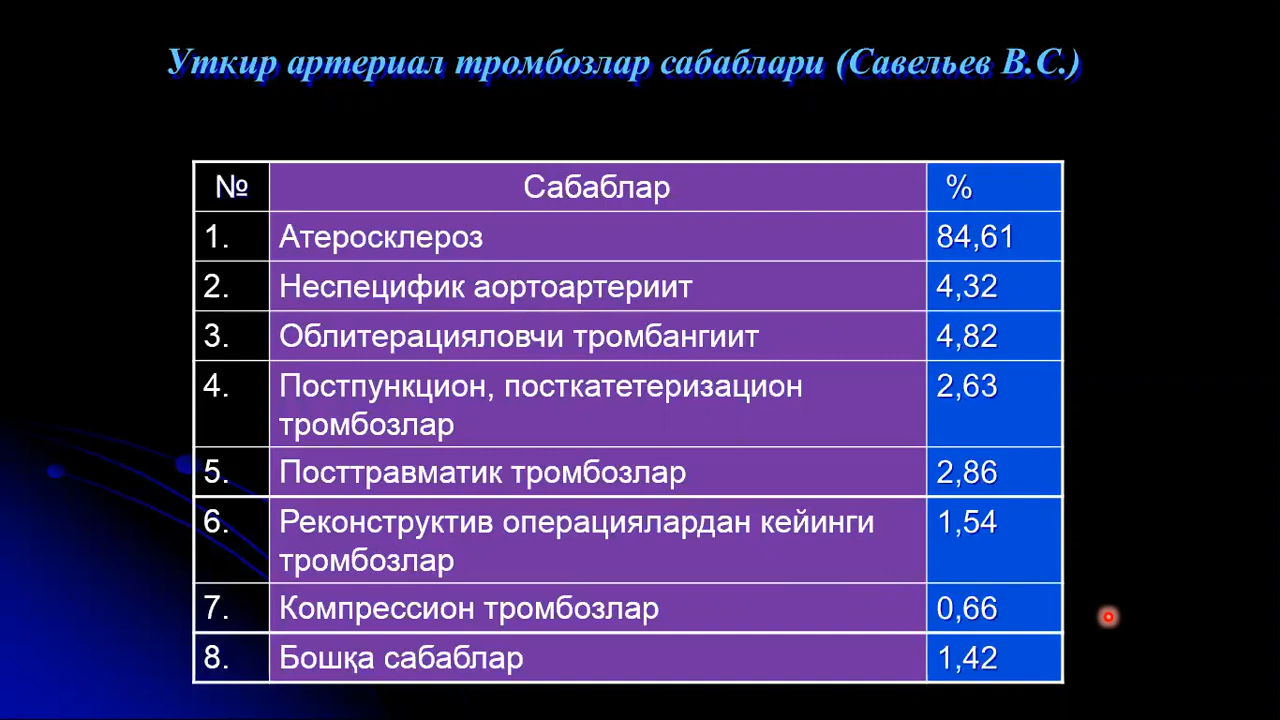 Уткир артериал тромбозлар сабаблари (Савельев В.С.)
№ Сабаблар %
1. Атеросклероз 84,61
2. Неспецифик аортоартериит 4,32
3. Облитерацияловчи тромбангиит 4,82
4. Постпункцион, посткатетеризацион 2,63
тромбозлар
5. Посттравматик тромбозлар 2,86
6. Реконструктив операциялардан кейинги 1,54
тромбозлар
7. Компрессион тромбозлар 0,66
8. Бошқа сабаблар 1,42